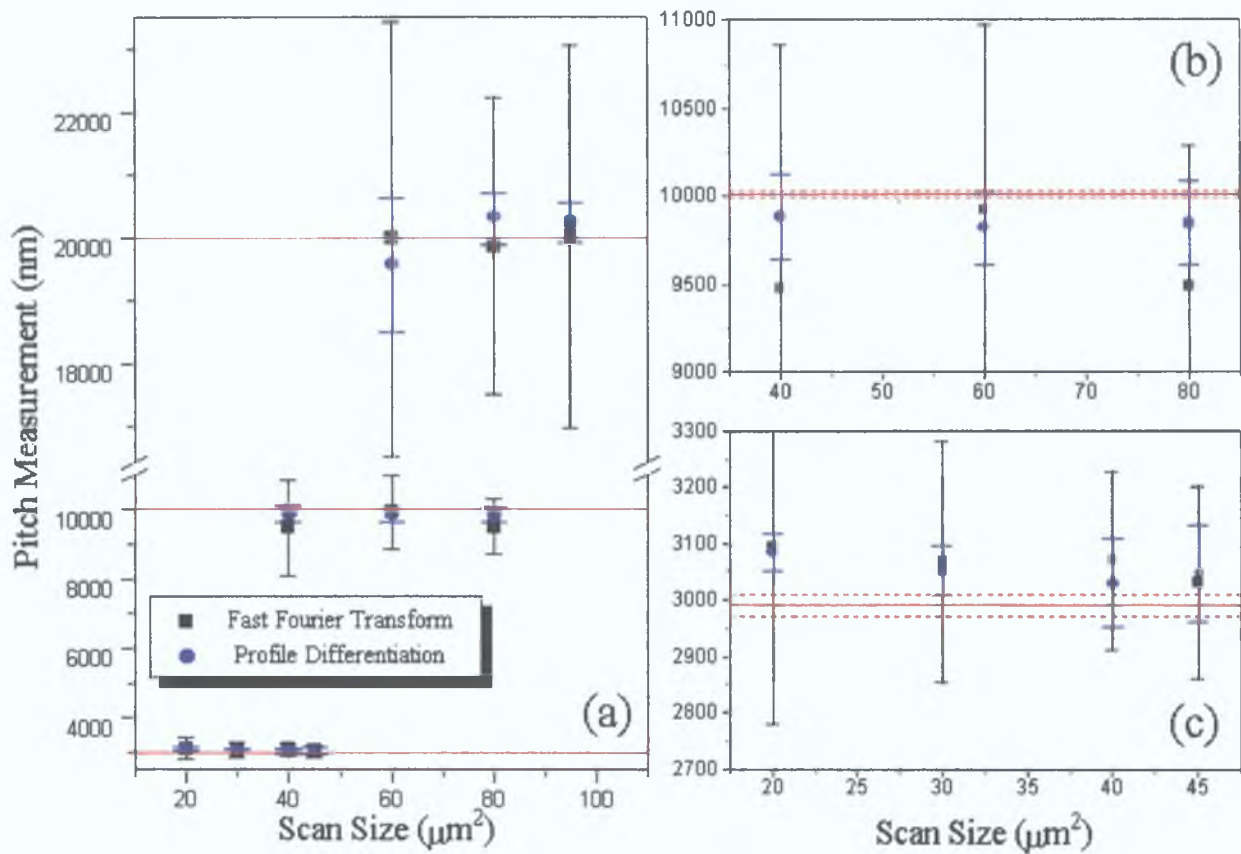 Pitch Measurement (nm)
22000
20000
18000
10000
8000
6000
4000
Fast Fourier Transform
Profile Differentiation
(a)
20 40 60 80 100
Scan Size (μm²)
11000
10500
10000
9500
9000
(b)
40 50 60 70 80
3300
3200
3100
3000
2900
2800
2700
(c)
20 25 30 35 40 45
Scan Size (μm²)